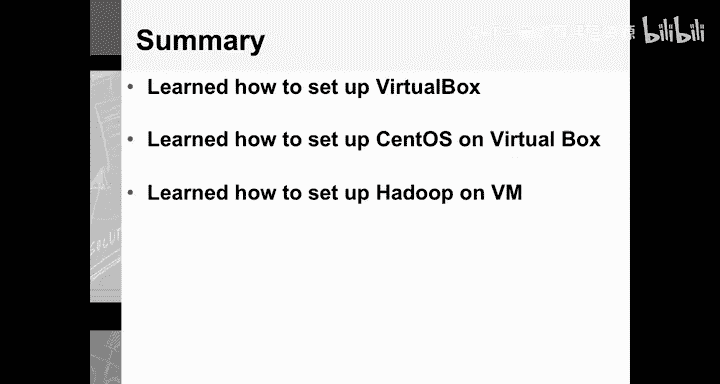 Summary
bilibili
• Learned how to set up VirtualBox
• Learned how to set up CentOS on Virtual Box
• Learned how to set up Hadoop on VM